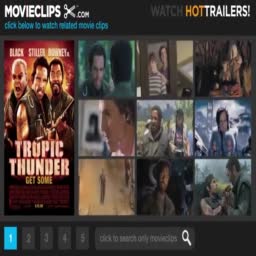 MOVIECLIPS.COM
WATCH HOTTRAILERS!
click below to watch related movie clips
BLACK STILLER DOWNEY JR
TROPIC
THUNDER
GET SOME
1 2 3 4 5
click to search only movieclips